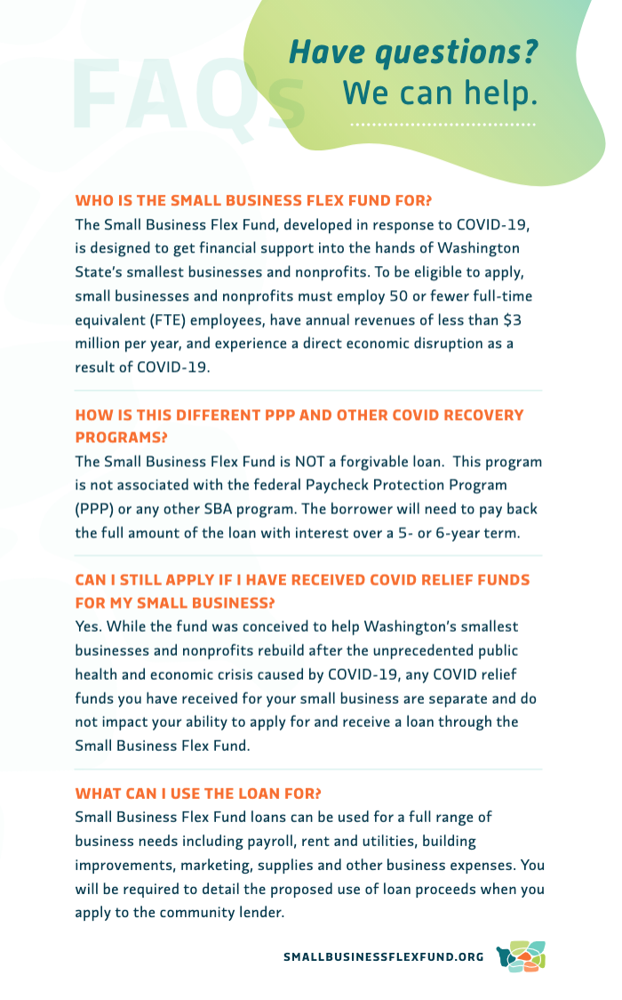 FAQs
Have questions?
We can help.
WHO IS THE SMALL BUSINESS FLEX FUND FOR?
The Small Business Flex Fund, developed in response to COVID-19,
is designed to get financial support into the hands of Washington
State's smallest businesses and nonprofits. To be eligible to apply,
small businesses and nonprofits must employ 50 or fewer full-time
equivalent (FTE) employees, have annual revenues of less than $3
million per year, and experience a direct economic disruption as a
result of COVID-19.
HOW IS THIS DIFFERENT PPP AND OTHER COVID RECOVERY
PROGRAMS?
The Small Business Flex Fund is NOT a forgivable loan.  This program
is not associated with the federal Paycheck Protection Program
(PPP) or any other SBA program. The borrower will need to pay back
the full amount of the loan with interest over a 5- or 6-year term.
CAN I STILL APPLY IF I HAVE RECEIVED COVID RELIEF FUNDS
FOR MY SMALL BUSINESS?
Yes. While the fund was conceived to help Washington's smallest
businesses and nonprofits rebuild after the unprecedented public
health and economic crisis caused by COVID-19, any COVID relief
funds you have received for your small business are separate and do
not impact your ability to apply for and receive a loan through the
Small Business Flex Fund.
WHAT CAN I USE THE LOAN FOR?
Small Business Flex Fund loans can be used for a full range of
business needs including payroll, rent and utilities, building
improvements, marketing, supplies and other business expenses. You
will be required to detail the proposed use of loan proceeds when you
apply to the community lender.
SMALLBUSINESSFLEXFUND.ORG